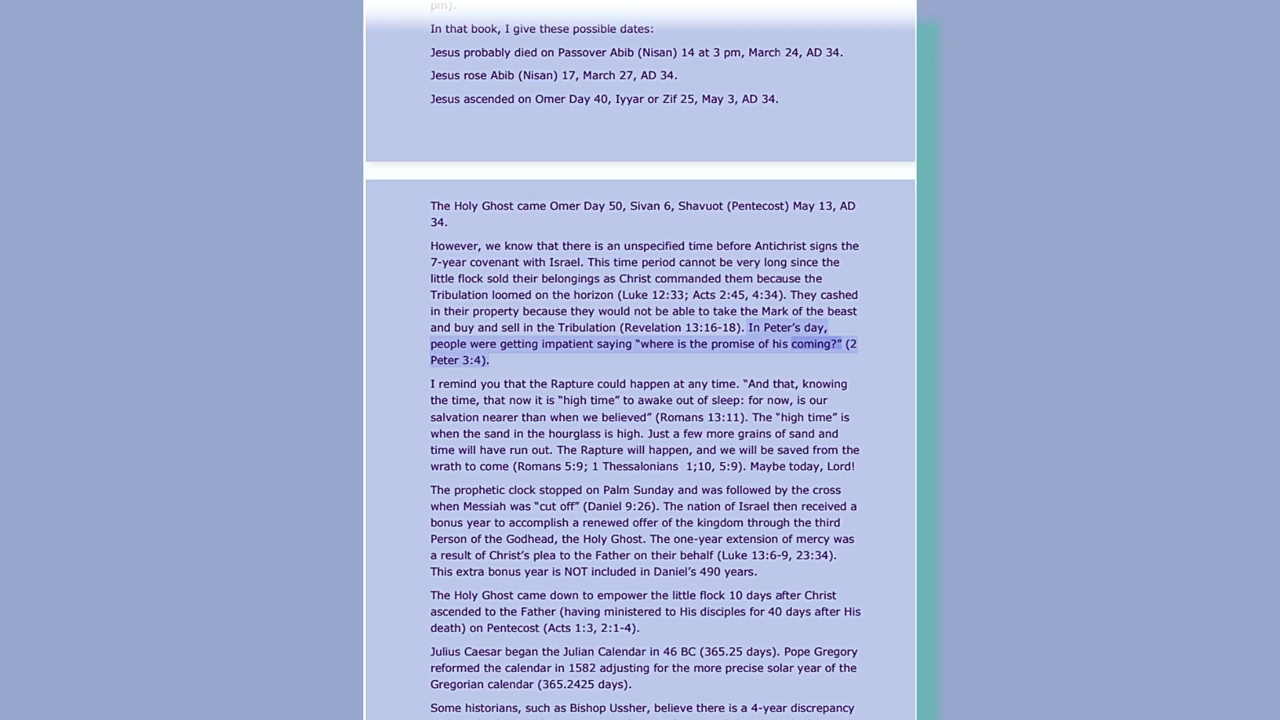 pm).
In that book, I give these possible dates:
Jesus probably died on Passover Abib (Nisan) 14 at 3 pm, March 24, AD 34.
Jesus rose Abib (Nisan) 17, March 27, AD 34.
Jesus ascended on Omer Day 40, Iyyar or Zif 25, May 3, AD 34.
The Holy Ghost came Omer Day 50, Sivan 6, Shavuot (Pentecost) May 13, AD
34.
However, we know that there is an unspecified time before Antichrist signs the
7-year covenant with Israel. This time period cannot be very long since the
little flock sold their belongings as Christ commanded them because the
Tribulation loomed on the horizon (Luke 12:33; Acts 2:45, 4:34). They cashed
in their property because they would not be able to take the Mark of the beast
and buy and sell in the Tribulation (Revelation 13:16-18). In Peter’s day,
people were getting impatient saying “where is the promise of his coming?” (2
Peter 3:4).
I remind you that the Rapture could happen at any time. “And that, knowing
the time, that now it is “high time” to awake out of sleep: for now, is our
salvation nearer than when we believed” (Romans 13:11). The “high time” is
when the sand in the hourglass is high. Just a few more grains of sand and
time will have run out. The Rapture will happen, and we will be saved from the
wrath to come (Romans 5:9; 1 Thessalonians  1;10, 5:9). Maybe today, Lord!
The prophetic clock stopped on Palm Sunday and was followed by the cross
when Messiah was “cut off” (Daniel 9:26). The nation of Israel then received a
bonus year to accomplish a renewed offer of the kingdom through the third
Person of the Godhead, the Holy Ghost. The one-year extension of mercy was
a result of Christ’s plea to the Father on their behalf (Luke 13:6-9, 23:34).
This extra bonus year is NOT included in Daniel’s 490 years.
The Holy Ghost came down to empower the little flock 10 days after Christ
ascended to the Father (having ministered to His disciples for 40 days after His
death) on Pentecost (Acts 1:3, 2:1-4).
Julius Caesar began the Julian Calendar in 46 BC (365.25 days). Pope Gregory
reformed the calendar in 1582 adjusting for the more precise solar year of the
Gregorian calendar (365.2425 days).
Some historians, such as Bishop Ussher, believe there is a 4-year discrepancy